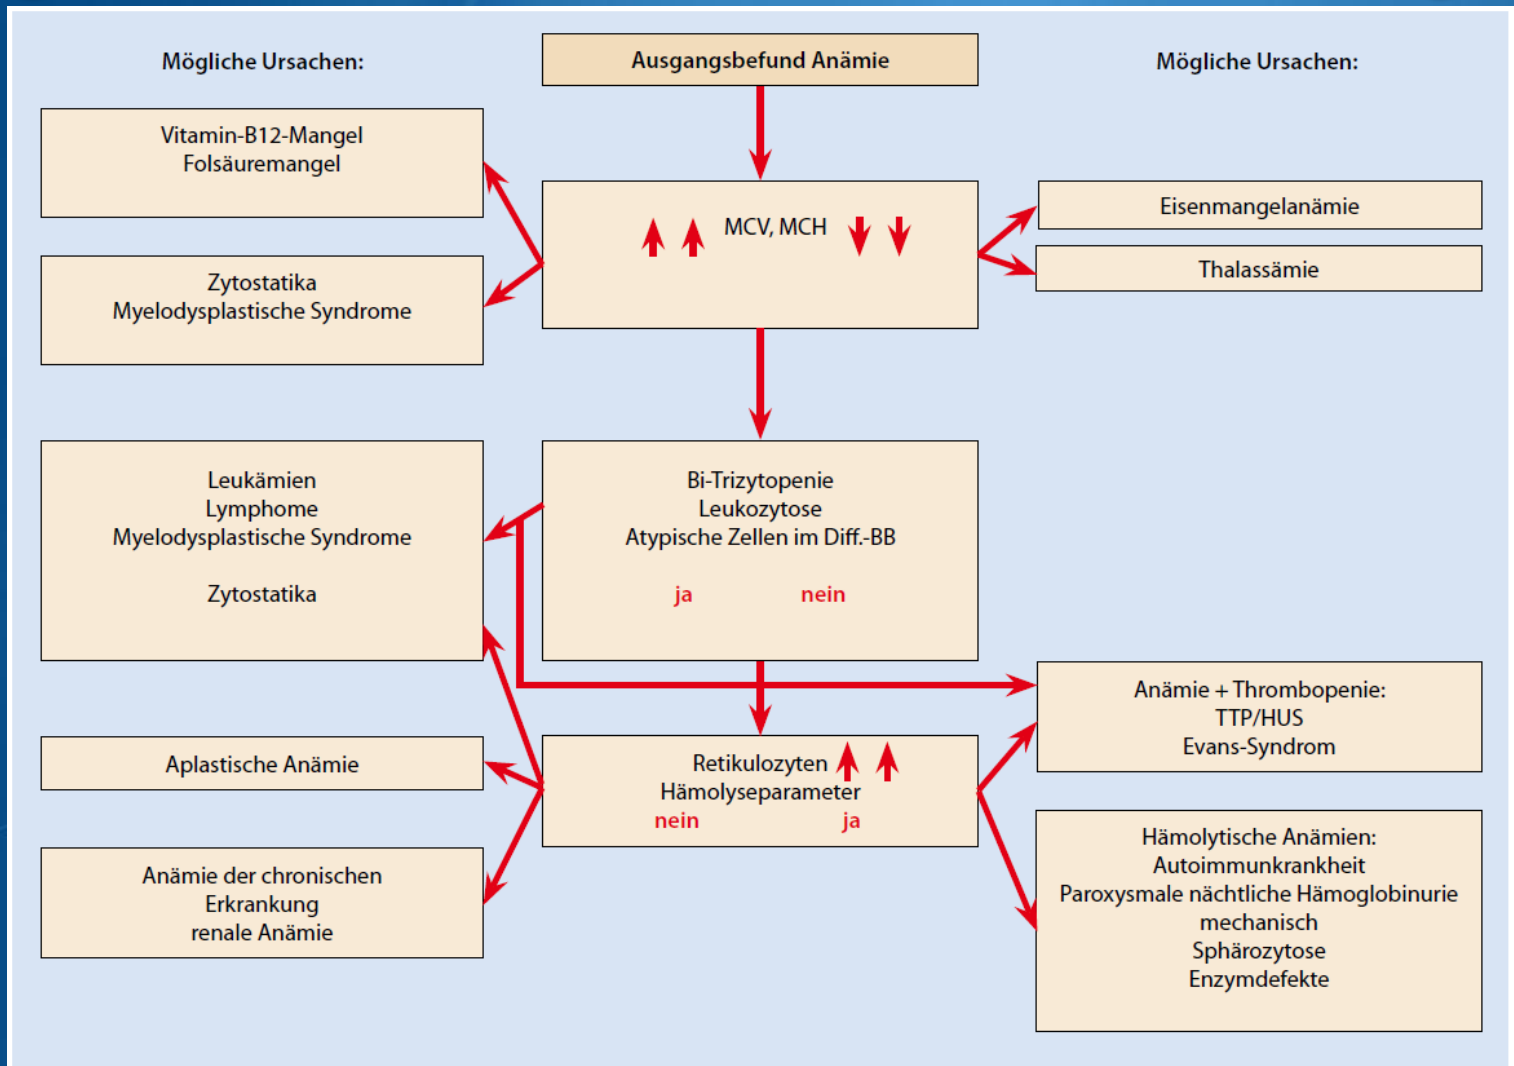 Mögliche Ursachen:
Ausgangsbefund Anämie
Mögliche Ursachen:
Vitamin-B12-Mangel
Folsäuremangel
MCV, MCH
Eisenmangelanämie
Thalassämie
Zytostatika
Myelodysplastische Syndrome
Leukämien
Lymphome
Myelodysplastische Syndrome
Zytostatika
Bi-Trizytopenie
Leukozytose
Atypische Zellen im Diff.-BB
ja nein
Anämie + Thrombopenie:
TTP/HUS
Evans-Syndrom
Aplastische Anämie
Retikulozyten
Hämolyseparameter
nein ja
Anämie der chronischen
Erkrankung
renale Anämie
Hämolytische Anämien:
Autoimmunkrankheit
Paroxysmale nächtliche Hämoglobinurie
mechanisch
Sphärozytose
Enzymdefekte